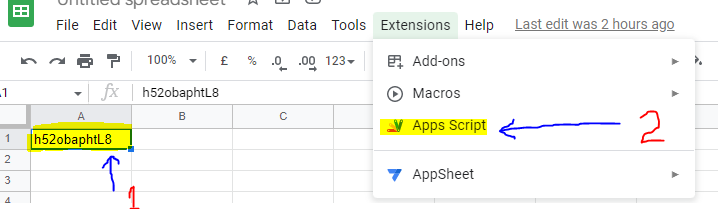 Untitled spreadsheet
File Edit View Insert Format Data Tools Extensions Help Last edit was 2 hours ago
100% £ % .0 .00 123
A1 fx h52obaphtL8
Add-ons
Macros
Apps Script
AppSheet
A B C
1 h52obaphtL8
2
3
4
1
2